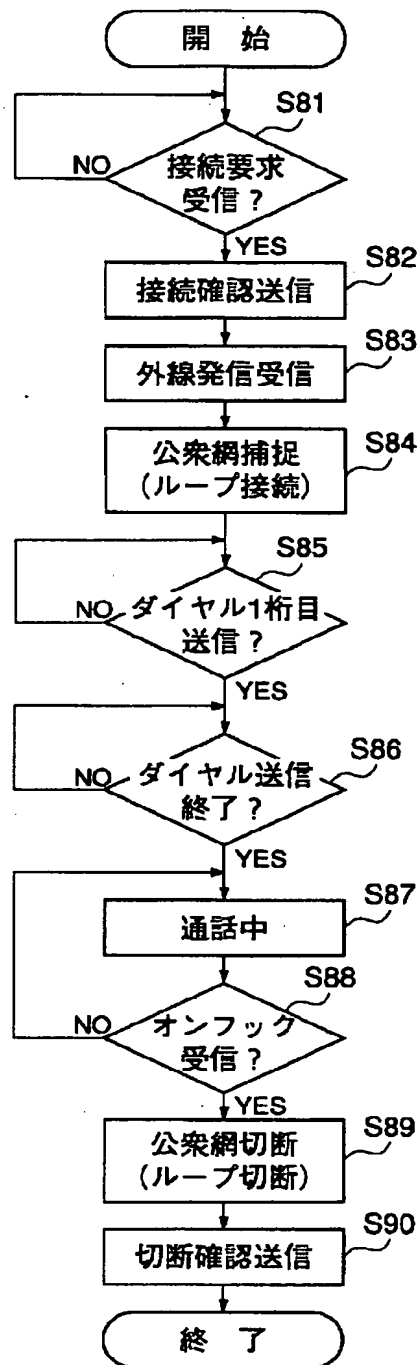 開 始
S81
接続要求
受信?
NO
YES
S82
接続確認送信
S83
外線発信受信
S84
公衆網捕捉
(ループ接続)
S85
ダイヤル1桁目
送信?
NO
YES
S86
ダイヤル送信
終了?
NO
YES
S87
通話中
S88
オンフック
受信?
NO
YES
S89
公衆網切断
(ループ切断)
S90
切断確認送信
終 了